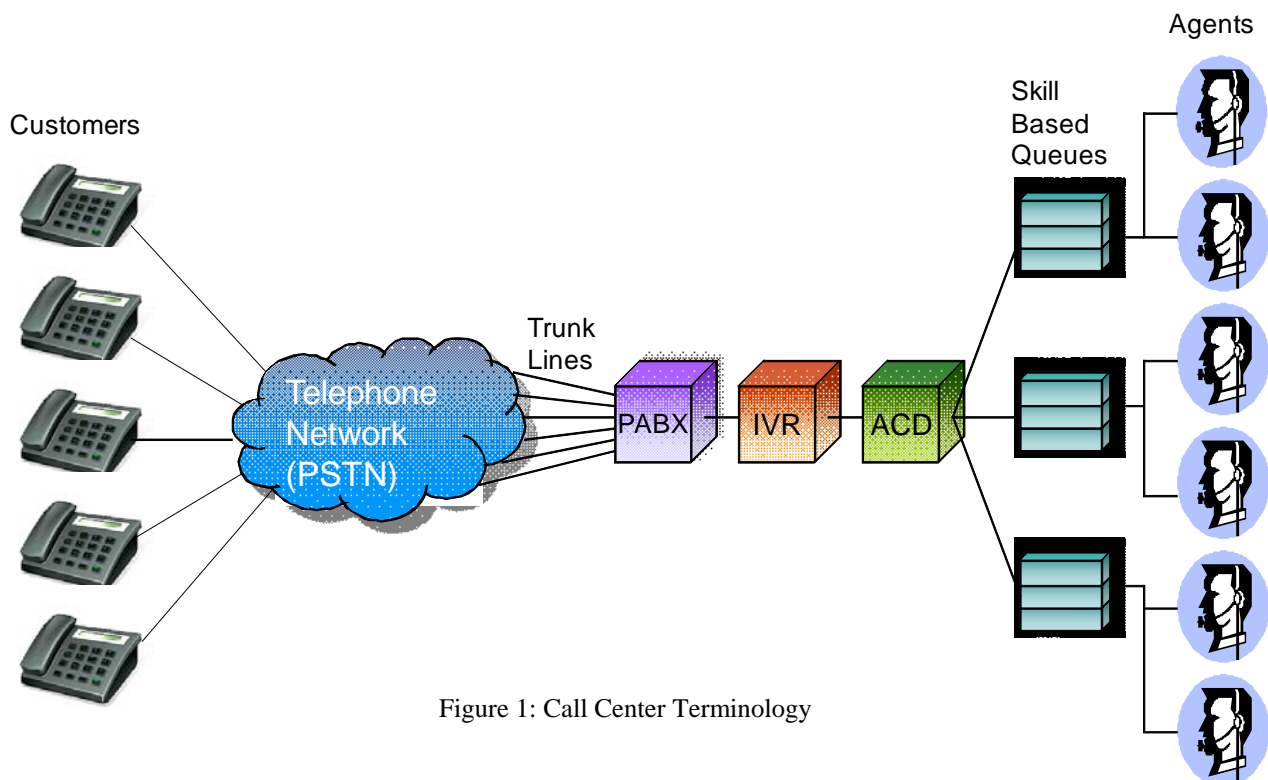 Agents
Skill
Based
Queues
Customers
Trunk
Lines
Telephone
Network
(PSTN)
PABX
IVR
ACD
Figure 1: Call Center Terminology